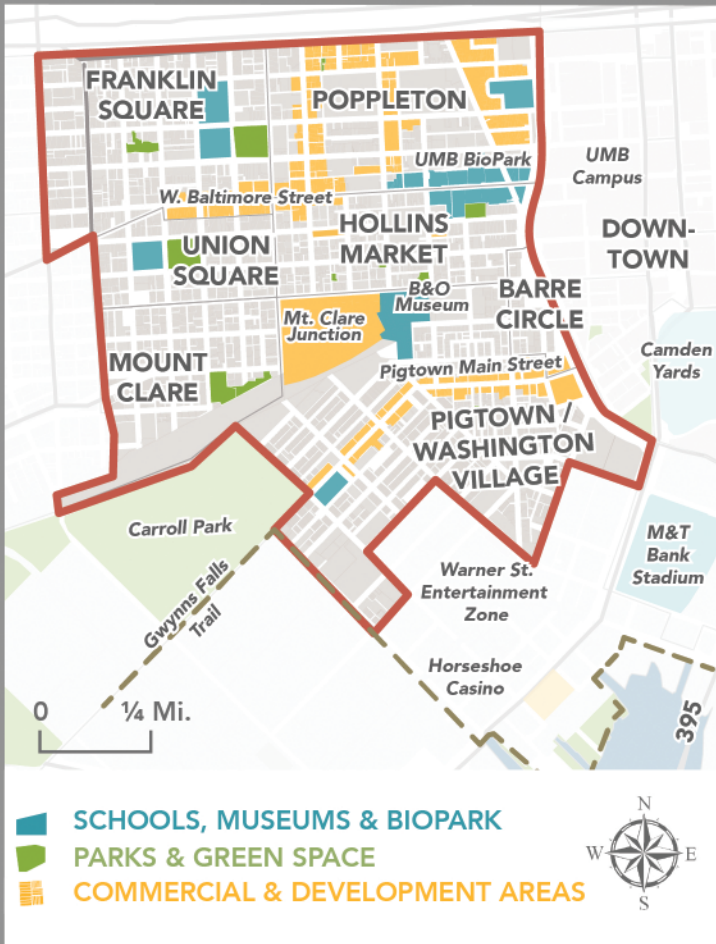 FRANKLIN
SQUARE
POPPLETON
UMB BioPark
UMB
Campus
W. Baltimore Street
HOLLINS
MARKET
DOWN-
TOWN
UNION
SQUARE
B&O
Museum
BARRE
CIRCLE
Mt. Clare
Junction
MOUNT
CLARE
Pigtown Main Street
Camden
Yards
PIGTOWN /
WASHINGTON
VILLAGE
Carroll Park
M&T
Bank
Stadium
Gwynns Falls
Trail
Warner St.
Entertainment
Zone
Horseshoe
Casino
395
0 ¼ Mi.
SCHOOLS, MUSEUMS & BIOPARK
PARKS & GREEN SPACE
COMMERCIAL & DEVELOPMENT AREAS
N
W E
S